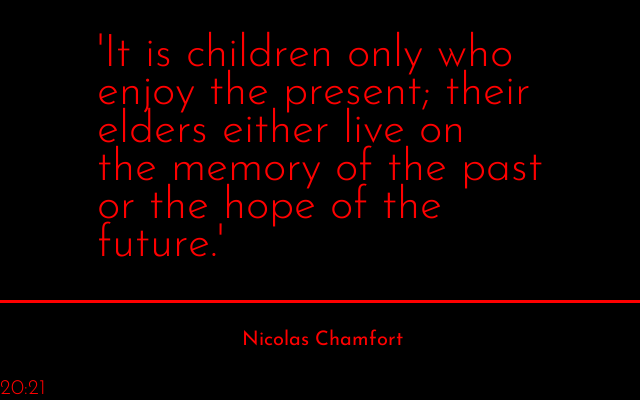 'It is children only who
enjoy the present; their
elders either live on
the memory of the past
or the hope of the
future.'
Nicolas Chamfort
20:21